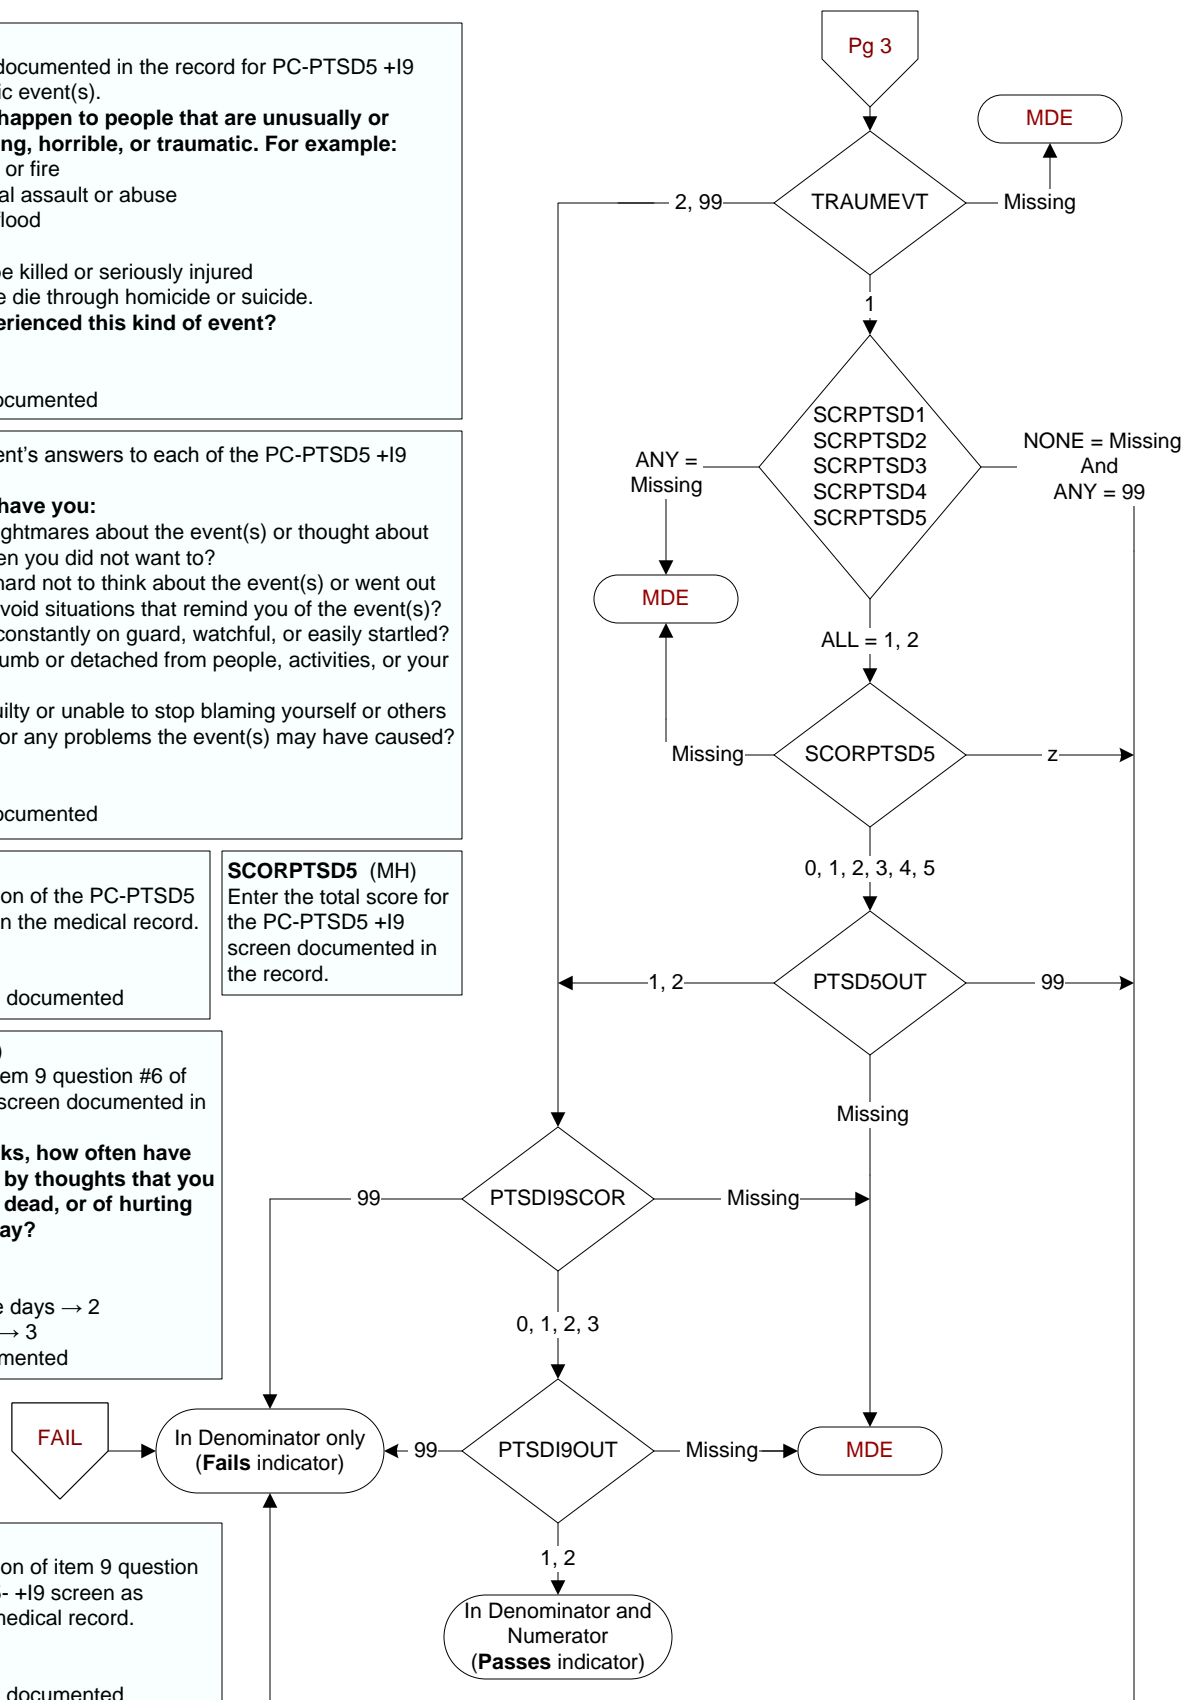 documented in the record for PC-PTSD5 +I9
ic event(s).
happen to people that are unusually or
ng, horrible, or traumatic. For example:
or fire
al assault or abuse
flood
be killed or seriously injured
e die through homicide or suicide.
erienced this kind of event?
ocumented
ent's answers to each of the PC-PTSD5 +I9
have you:
ghtmares about the event(s) or thought about
en you did not want to?
hard not to think about the event(s) or went out
void situations that remind you of the event(s)?
constantly on guard, watchful, or easily startled?
umb or detached from people, activities, or your
uilty or unable to stop blaming yourself or others
or any problems the event(s) may have caused?
ocumented
on of the PC-PTSD5
n the medical record.
documented
SCORPTSD5 (MH)
Enter the total score for
the PC-PTSD5 +I9
screen documented in
the record.
)
em 9 question #6 of
screen documented in
ks, how often have
by thoughts that you
dead, or of hurting
ay?
e days → 2
→ 3
mented
on of item 9 question
5- +I9 screen as
medical record.
documented
Pg 3
MDE
TRAUMEVT
2, 99
Missing
1
SCRPTSD1
SCRPTSD2
SCRPTSD3
SCRPTSD4
SCRPTSD5
ANY =
Missing
NONE = Missing
And
ANY = 99
MDE
ALL = 1, 2
Missing
SCORPTSD5
z
0, 1, 2, 3, 4, 5
1, 2
PTSD5OUT
99
Missing
99
PTSDI9SCOR
Missing
0, 1, 2, 3
FAIL
In Denominator only
(Fails indicator)
99
PTSDI9OUT
Missing
MDE
1, 2
In Denominator and
Numerator
(Passes indicator)